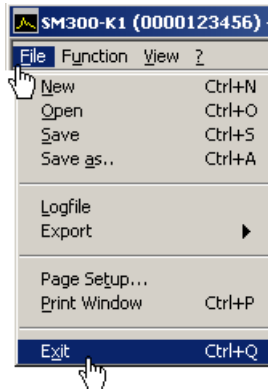 SM300-K1 (0000123456) -
File Function View ?
New Ctrl+N
Open Ctrl+O
Save Ctrl+S
Save as.. Ctrl+A
Logfile
Export
Page Setup...
Print Window Ctrl+P
Exit Ctrl+Q